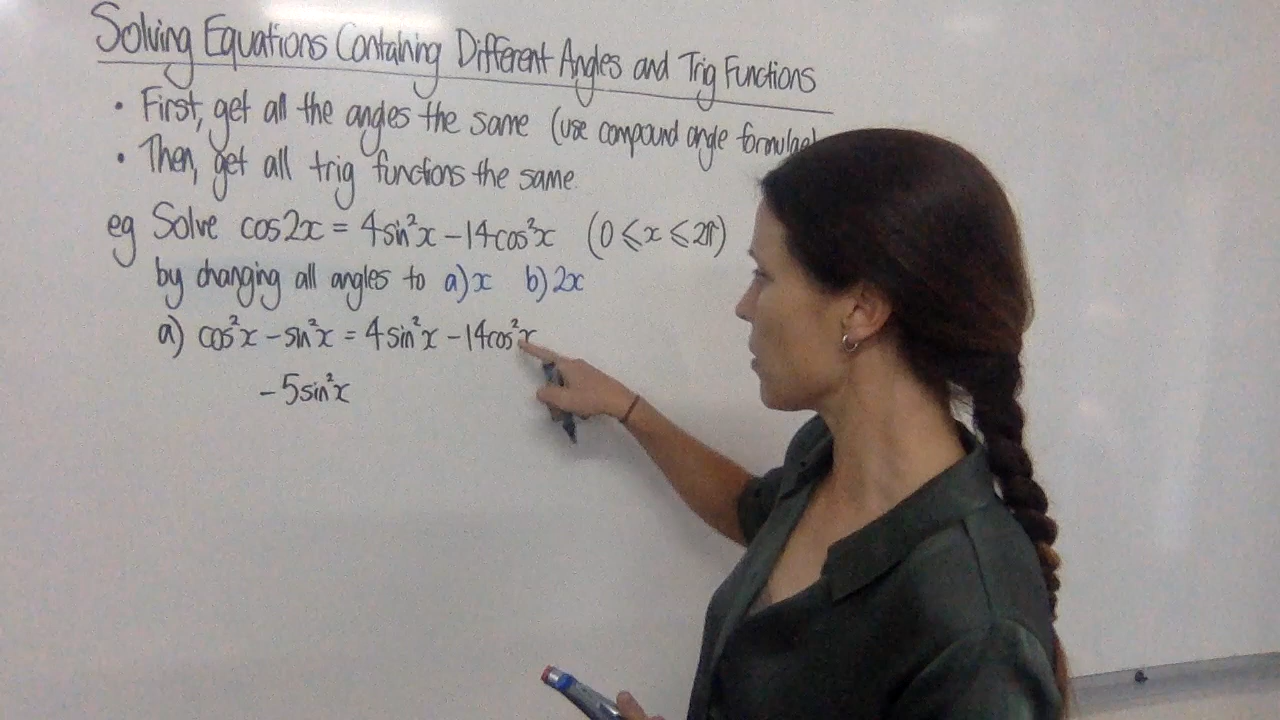 Solving Equations Containing Different Angles and Trig Functions
• First, get all the angles the same (use compound angle formulae)
• Then, get all trig functions the same.
eg Solve cos2x = 4sin²x - 14cos²x (0 ⩽ x ⩽ 2π)
by changing all angles to a) x b) 2x
a) cos²x - sin²x = 4sin²x - 14cos²x
- 5sin²x